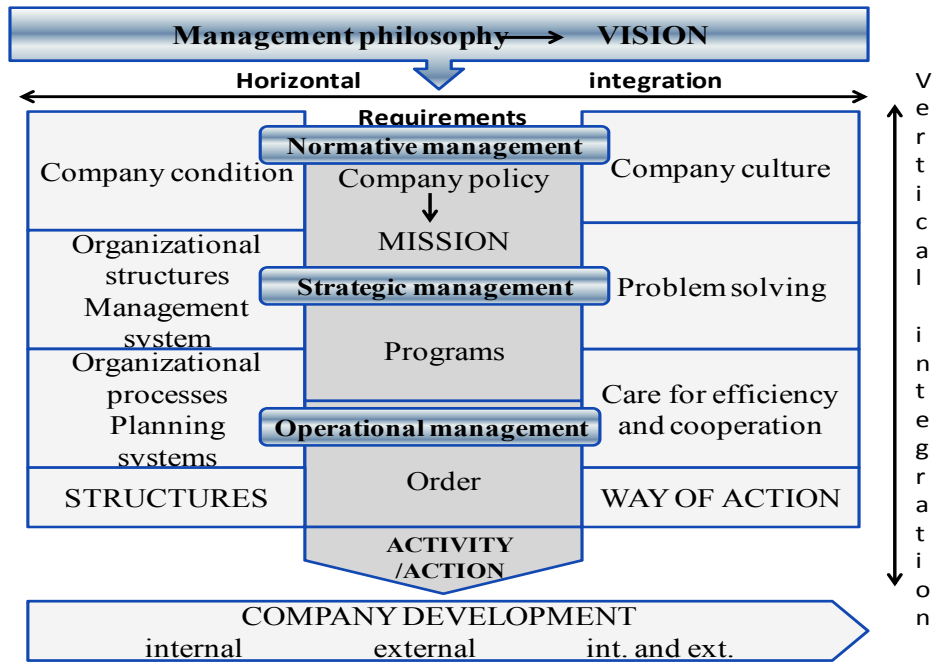 Management philosophy VISION
Horizontal integration
Requirements
Normative management
Company condition
Company policy
Company culture
MISSION
Organizational
structures
Management
system
Strategic management
Problem solving
Programs
Organizational
processes
Planning
systems
Operational management
Care for efficiency
and cooperation
STRUCTURES
Order
WAY OF ACTION
ACTIVITY
/ACTION
COMPANY DEVELOPMENT
internal external int. and ext.
Vertical integration